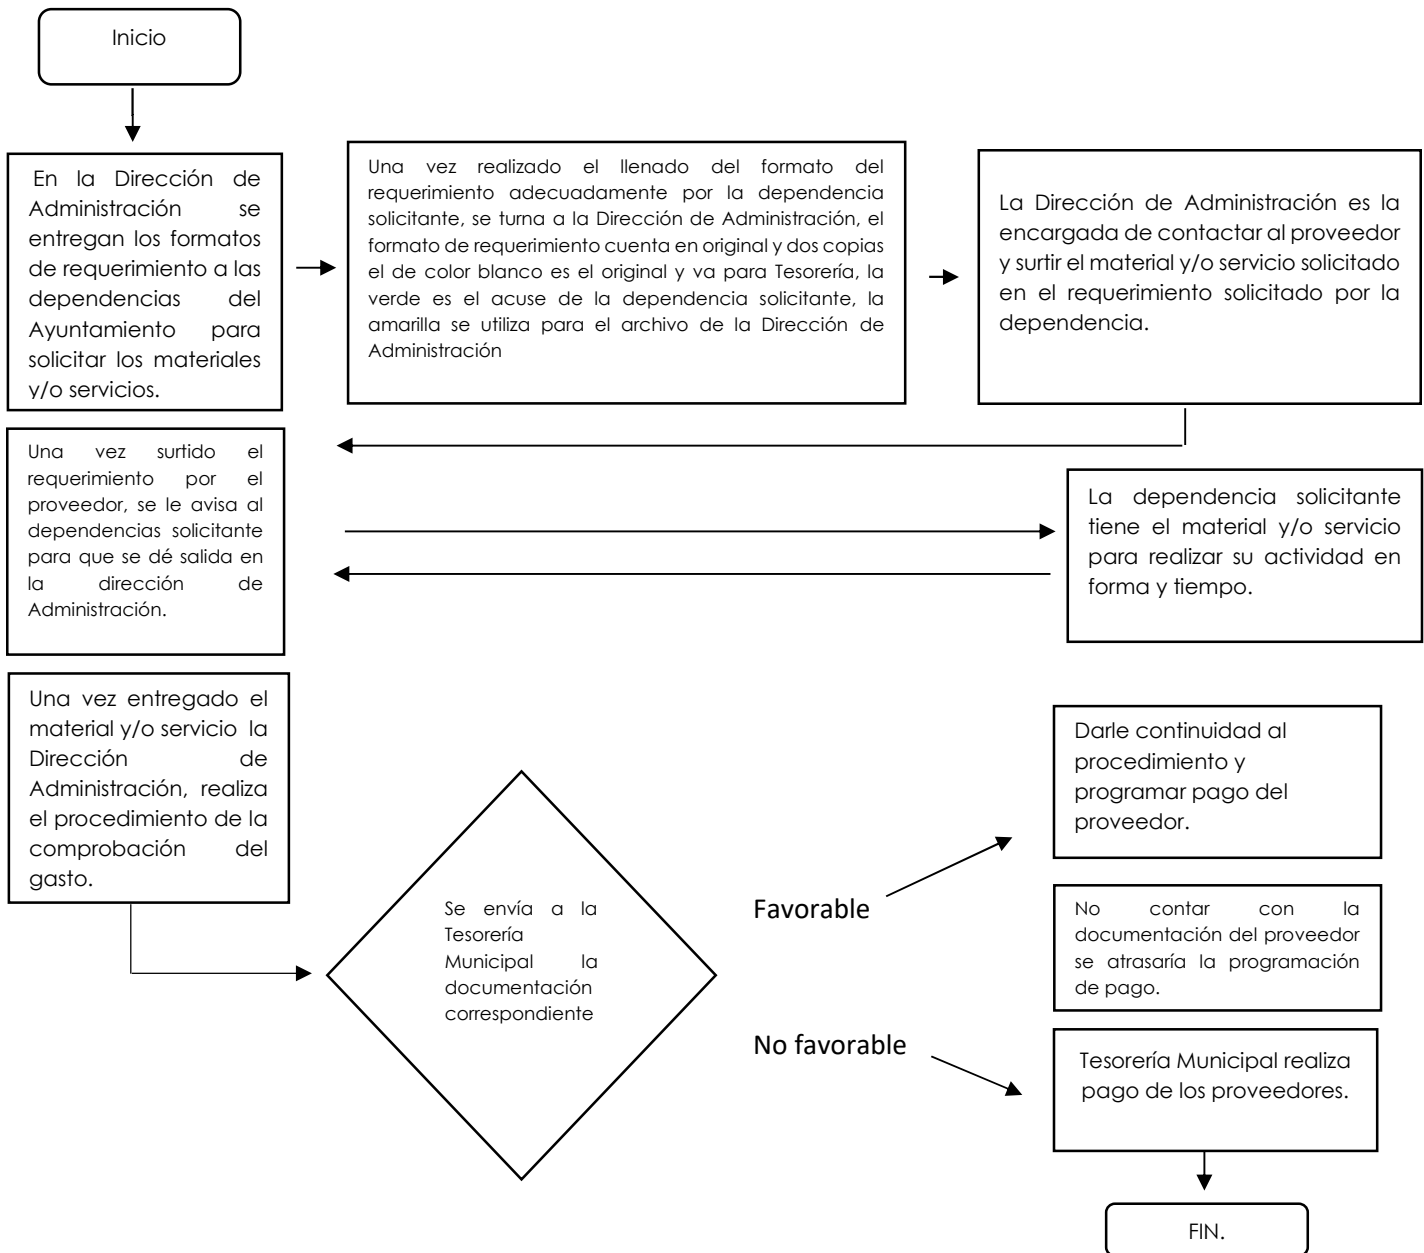 Inicio
En la Dirección de
Administración se
entregan los formatos
de requerimiento a las
dependencias del
Ayuntamiento para
solicitar los materiales
y/o servicios.
Una vez realizado el llenado del formato del
requerimiento adecuadamente por la dependencia
solicitante, se turna a la Dirección de Administración, el
formato de requerimiento cuenta en original y dos copias
el de color blanco es el original y va para Tesorería, la
verde es el acuse de la dependencia solicitante, la
amarilla se utiliza para el archivo de la Dirección de
Administración
La Dirección de Administración es la
encargada de contactar al proveedor
y surtir el material y/o servicio solicitado
en el requerimiento solicitado por la
dependencia.
Una vez surtido el
requerimiento por el
proveedor, se le avisa al
dependencias solicitante
para que se dé salida en
la dirección de
Administración.
La dependencia solicitante
tiene el material y/o servicio
para realizar su actividad en
forma y tiempo.
Una vez entregado el
material y/o servicio la
Dirección de
Administración, realiza
el procedimiento de la
comprobación del
gasto.
Se envía a la
Tesorería
Municipal la
documentación
correspondiente
Favorable
Darle continuidad al
procedimiento y
programar pago del
proveedor.
No contar con la
documentación del proveedor
se atrasaría la programación
de pago.
No favorable
Tesorería Municipal realiza
pago de los proveedores.
FIN.